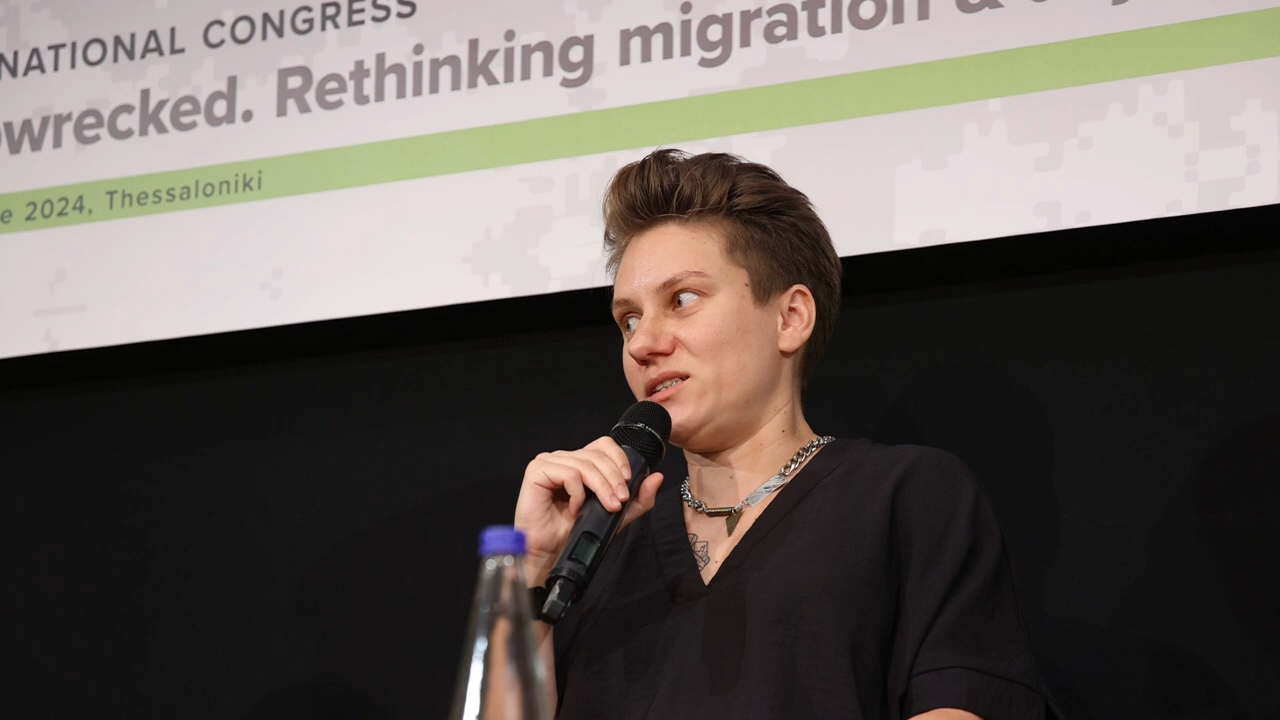 NATIONAL CONGRESS
wrecked. Rethinking migration &
e 2024, Thessaloniki